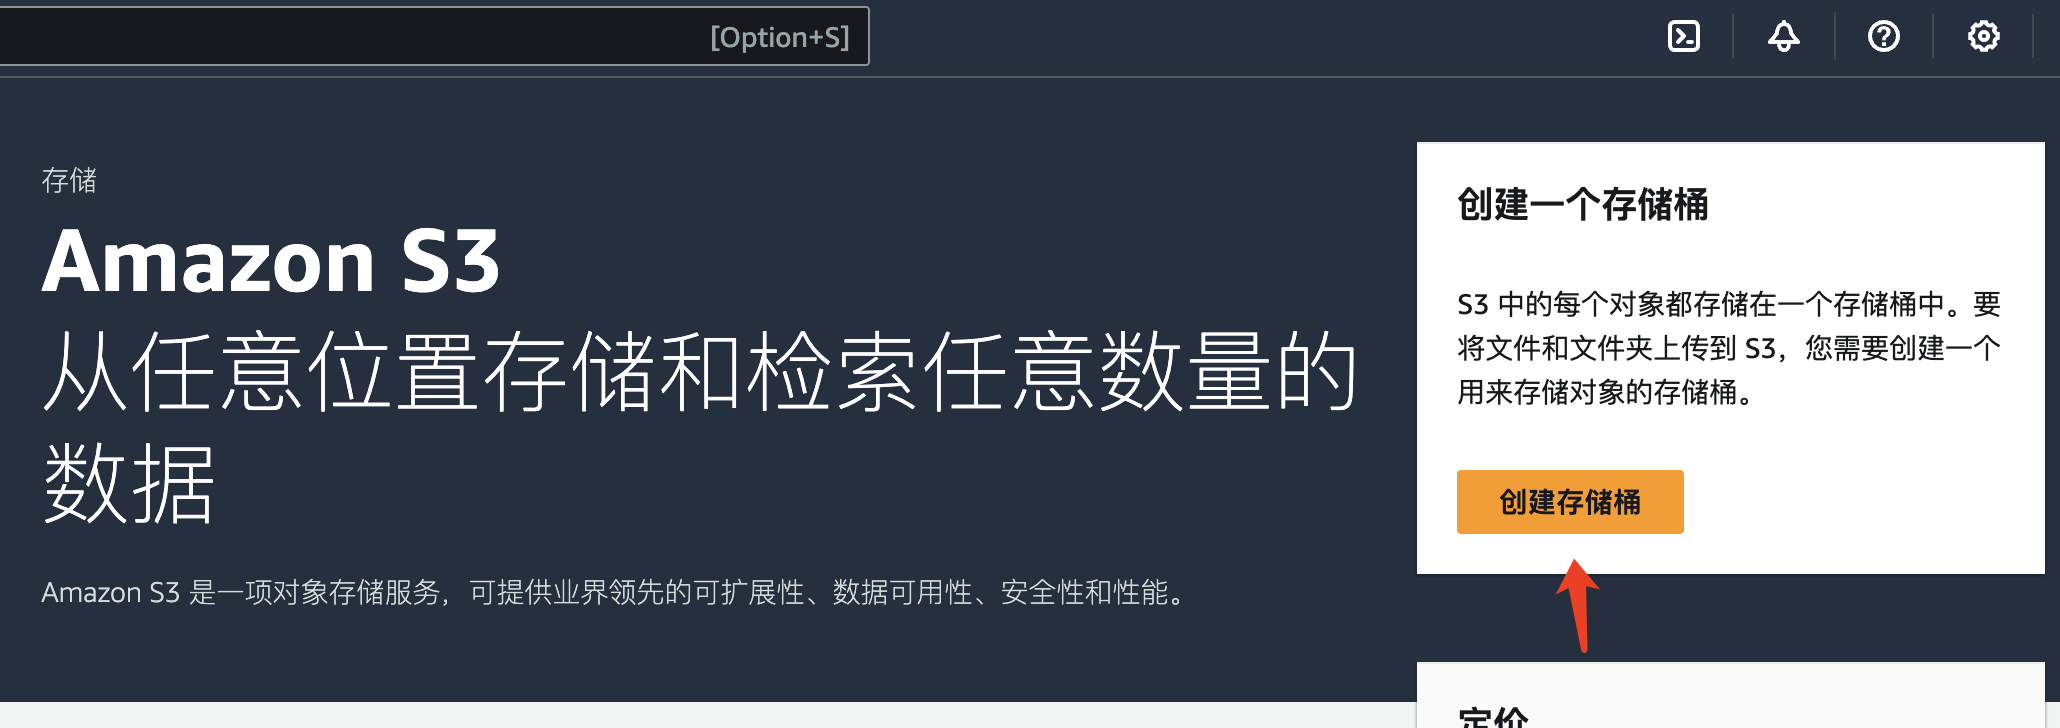 [Option+S]
存储
Amazon S3
从任意位置存储和检索任意数量的
数据
Amazon S3 是一项对象存储服务，可提供业界领先的可扩展性、数据可用性、安全性和性能。
创建一个存储桶
S3 中的每个对象都存储在一个存储桶中。要
将文件和文件夹上传到 S3，您需要创建一个
用来存储对象的存储桶。
创建存储桶
定价